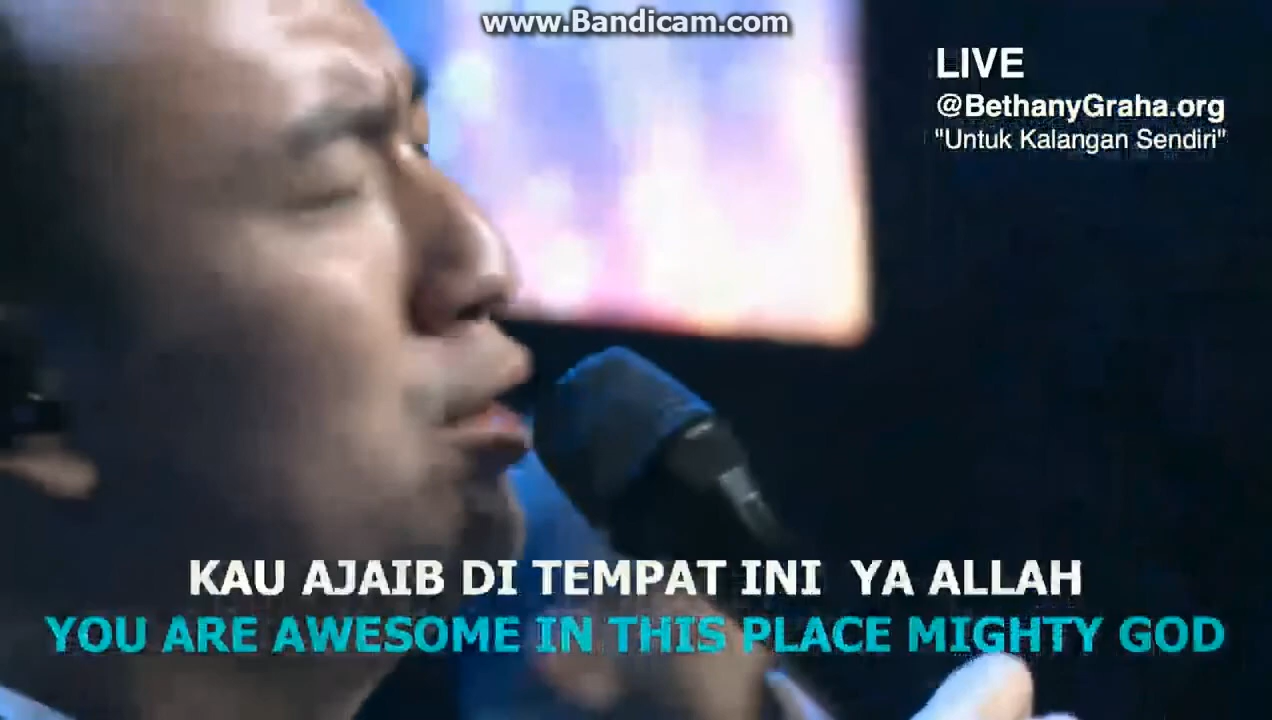 www.Bandicam.com
LIVE
@BethanyGraha.org
"Untuk Kalangan Sendiri"
KAU AJAIB DI TEMPAT INI YA ALLAH
YOU ARE AWESOME IN THIS PLACE MIGHTY GOD